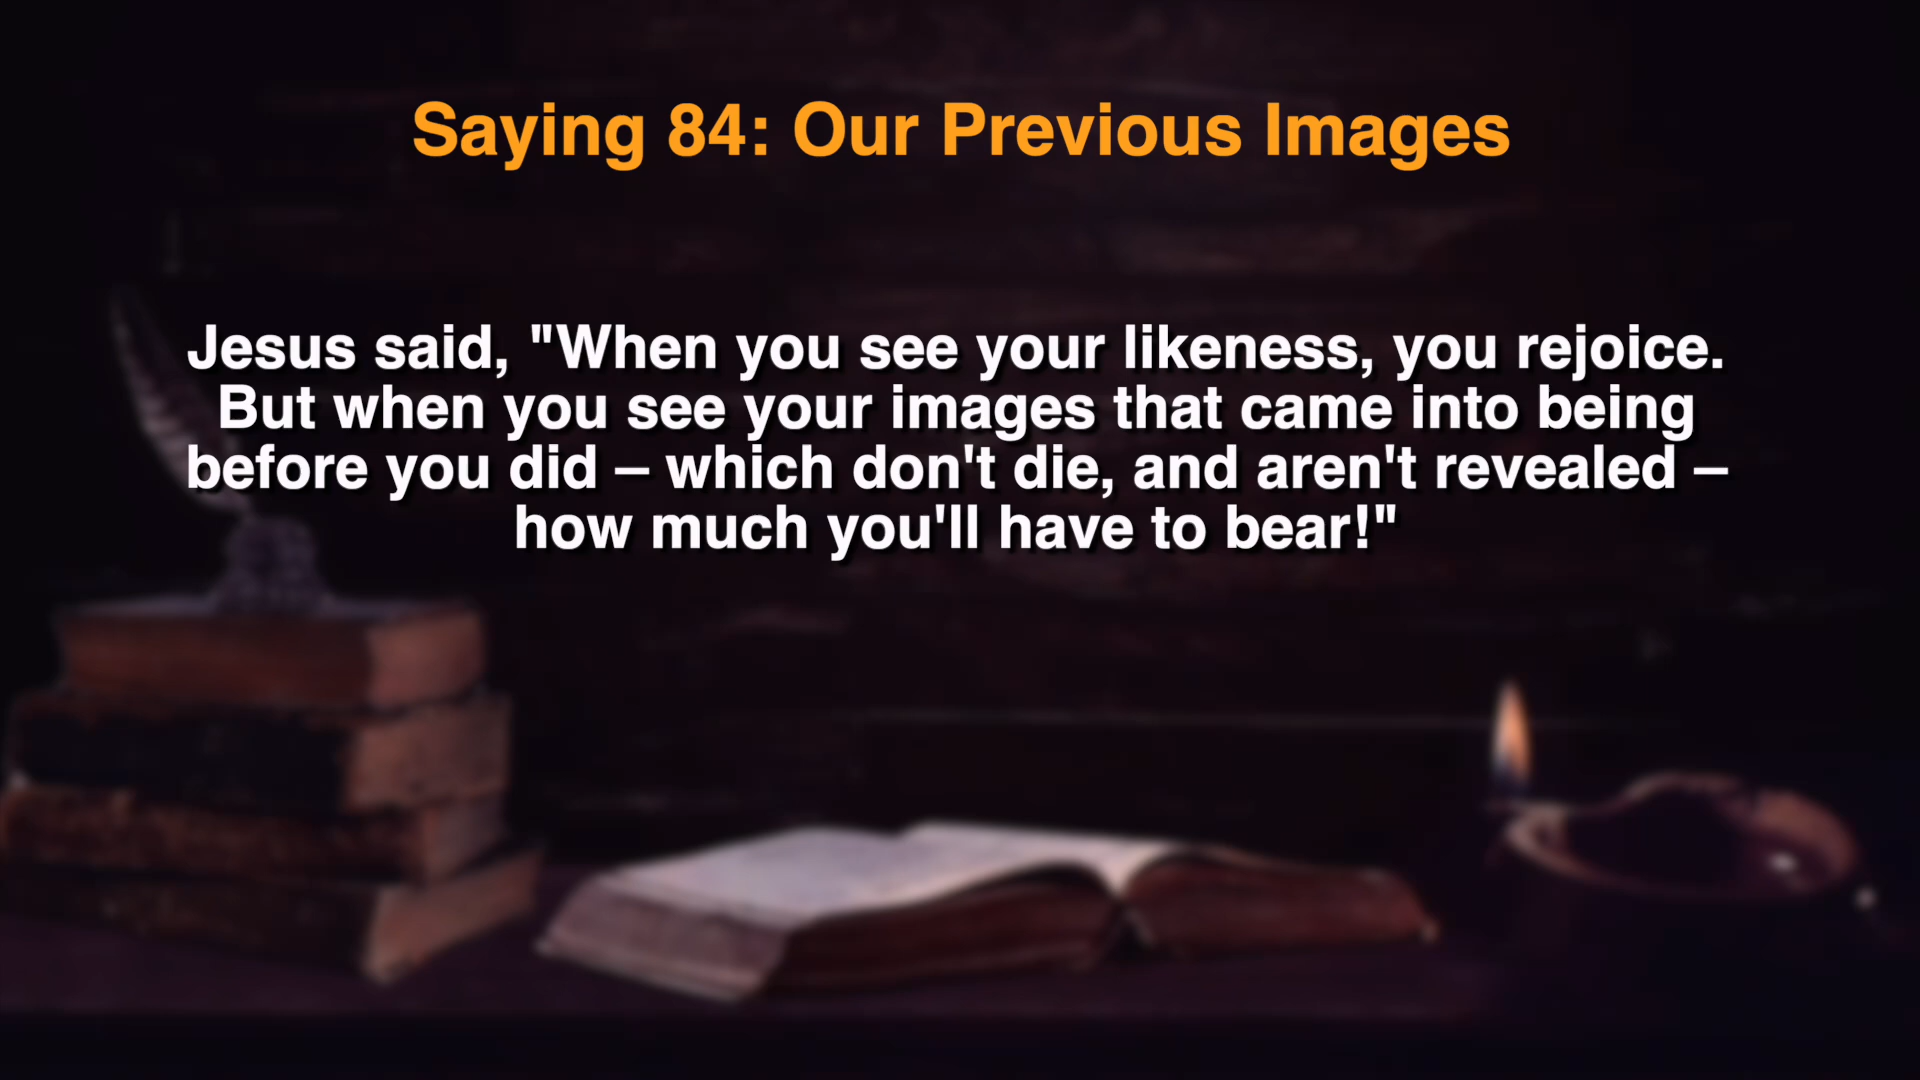 Saying 84: Our Previous Images
Jesus said, "When you see your likeness, you rejoice.
But when you see your images that came into being
before you did – which don't die, and aren't revealed –
how much you'll have to bear!"